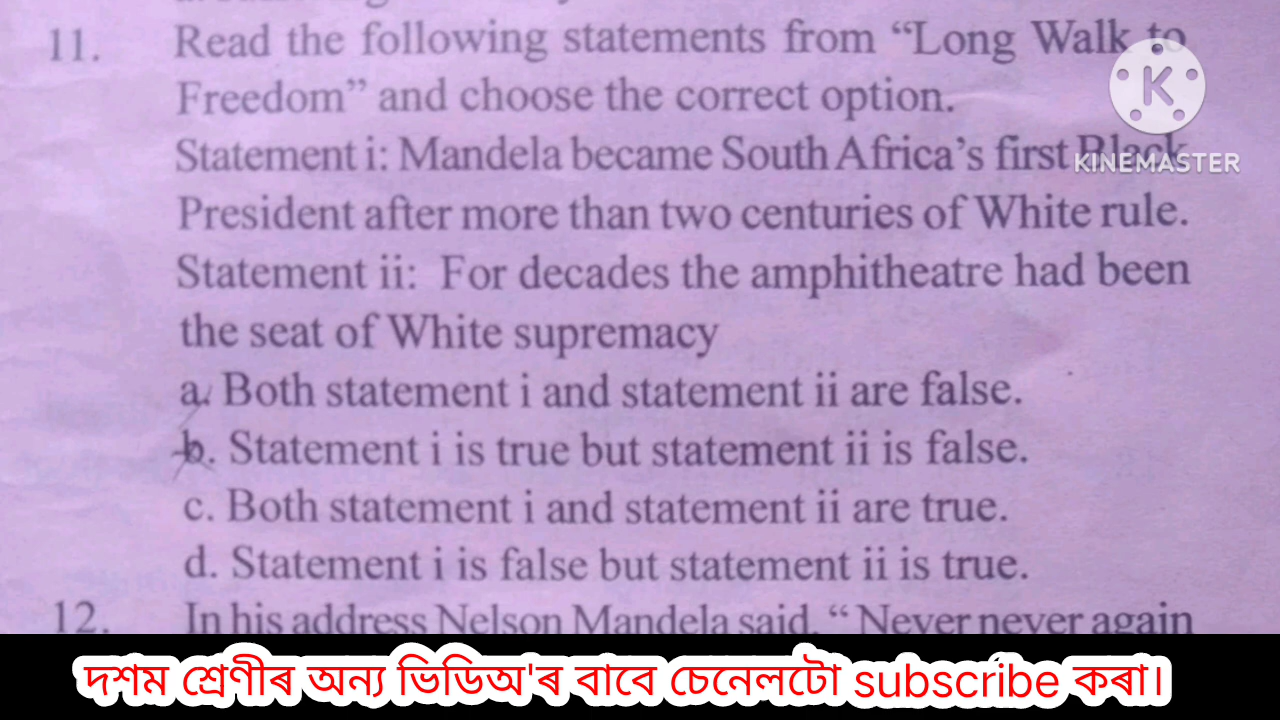 11. Read the following statements from “Long Walk to
Freedom” and choose the correct option.
Statement i: Mandela became South Africa’s first Black
President after more than two centuries of White rule.
Statement ii: For decades the amphitheatre had been
the seat of White supremacy
a. Both statement i and statement ii are false.
b. Statement i is true but statement ii is false.
c. Both statement i and statement ii are true.
d. Statement i is false but statement ii is true.
12. In his address Nelson Mandela said, “ Never never again
K
KINEMASTER
দশম শ্ৰেণীৰ অন্য ভিডিঅ'ৰ বাবে চেনেলটো subscribe কৰা।